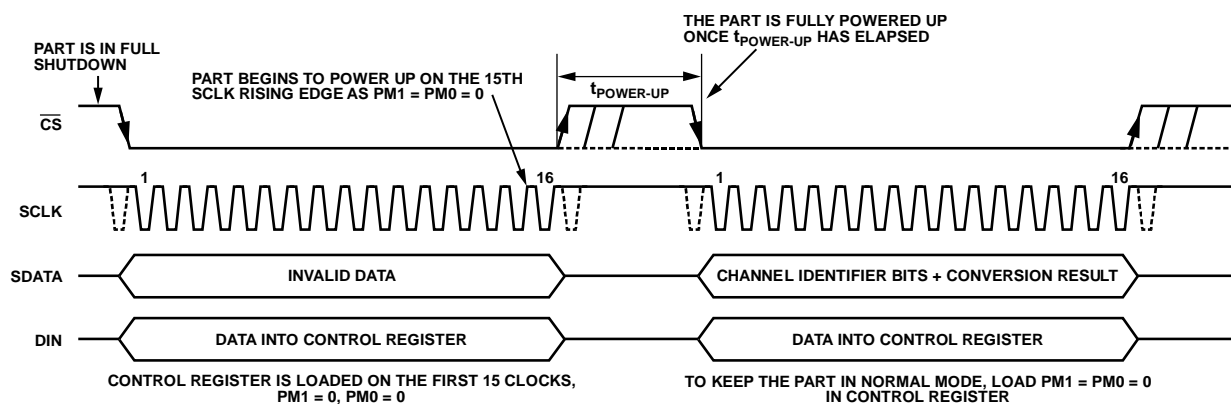 PART IS IN FULL
SHUTDOWN
PART BEGINS TO POWER UP ON THE 15TH
SCLK RISING EDGE AS PM1 = PM0 = 0
THE PART IS FULLY POWERED UP
ONCE tPOWER-UP HAS ELAPSED
tPOWER-UP
CS
1
16
1
16
SCLK
SDATA
INVALID DATA
CHANNEL IDENTIFIER BITS + CONVERSION RESULT
DIN
DATA INTO CONTROL REGISTER
DATA INTO CONTROL REGISTER
CONTROL REGISTER IS LOADED ON THE FIRST 15 CLOCKS,
PM1 = 0, PM0 = 0
TO KEEP THE PART IN NORMAL MODE, LOAD PM1 = PM0 = 0
IN CONTROL REGISTER